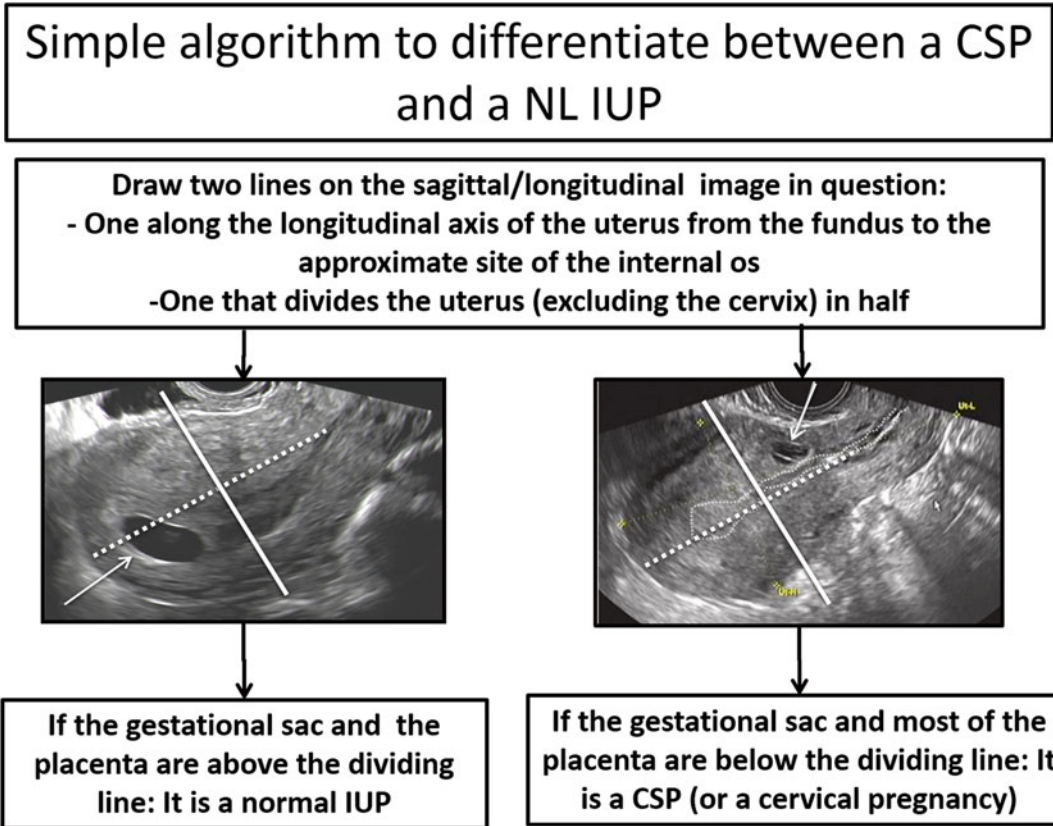 Simple algorithm to differentiate between a CSP
and a NL IUP
Draw two lines on the sagittal/longitudinal image in question:
- One along the longitudinal axis of the uterus from the fundus to the
approximate site of the internal os
-One that divides the uterus (excluding the cervix) in half
Ut-L
Ut-H
If the gestational sac and the
placenta are above the dividing
line: It is a normal IUP
If the gestational sac and most of the
placenta are below the dividing line: It
is a CSP (or a cervical pregnancy)